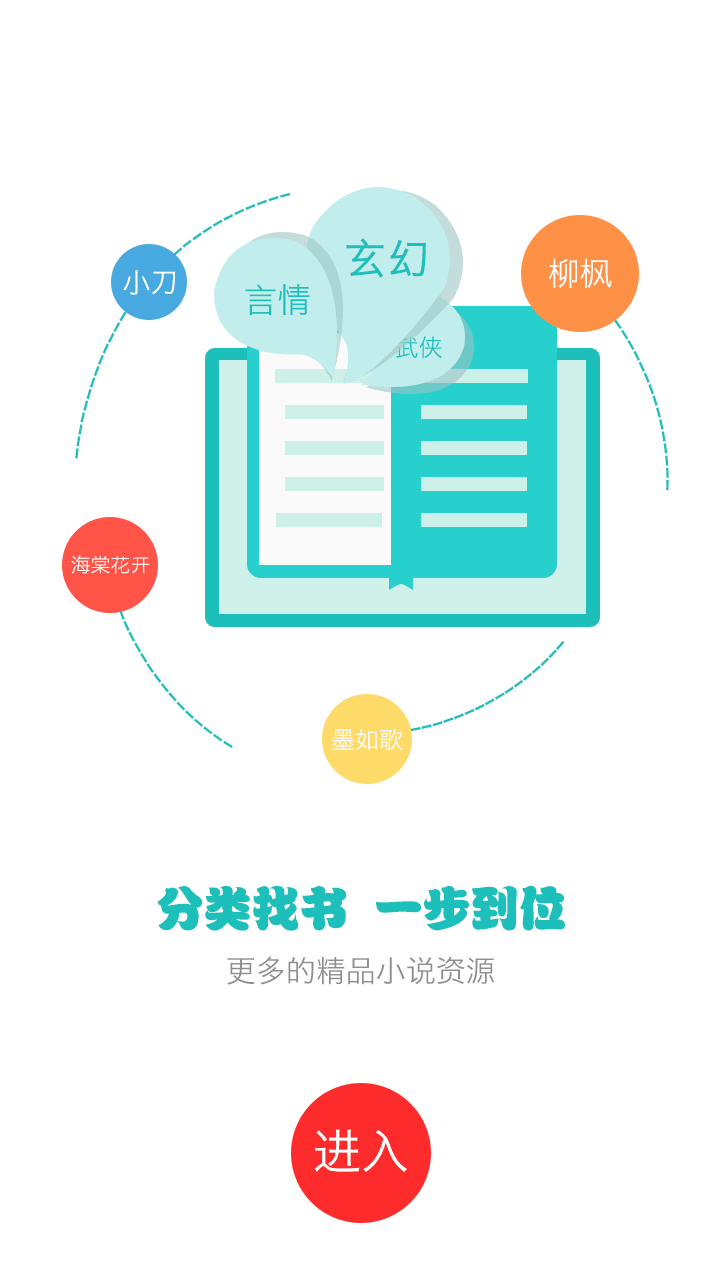 玄幻
言情
武侠
小刀
柳枫
海棠花开
墨如歌
分类找书 一步到位
更多的精品小说资源
进入